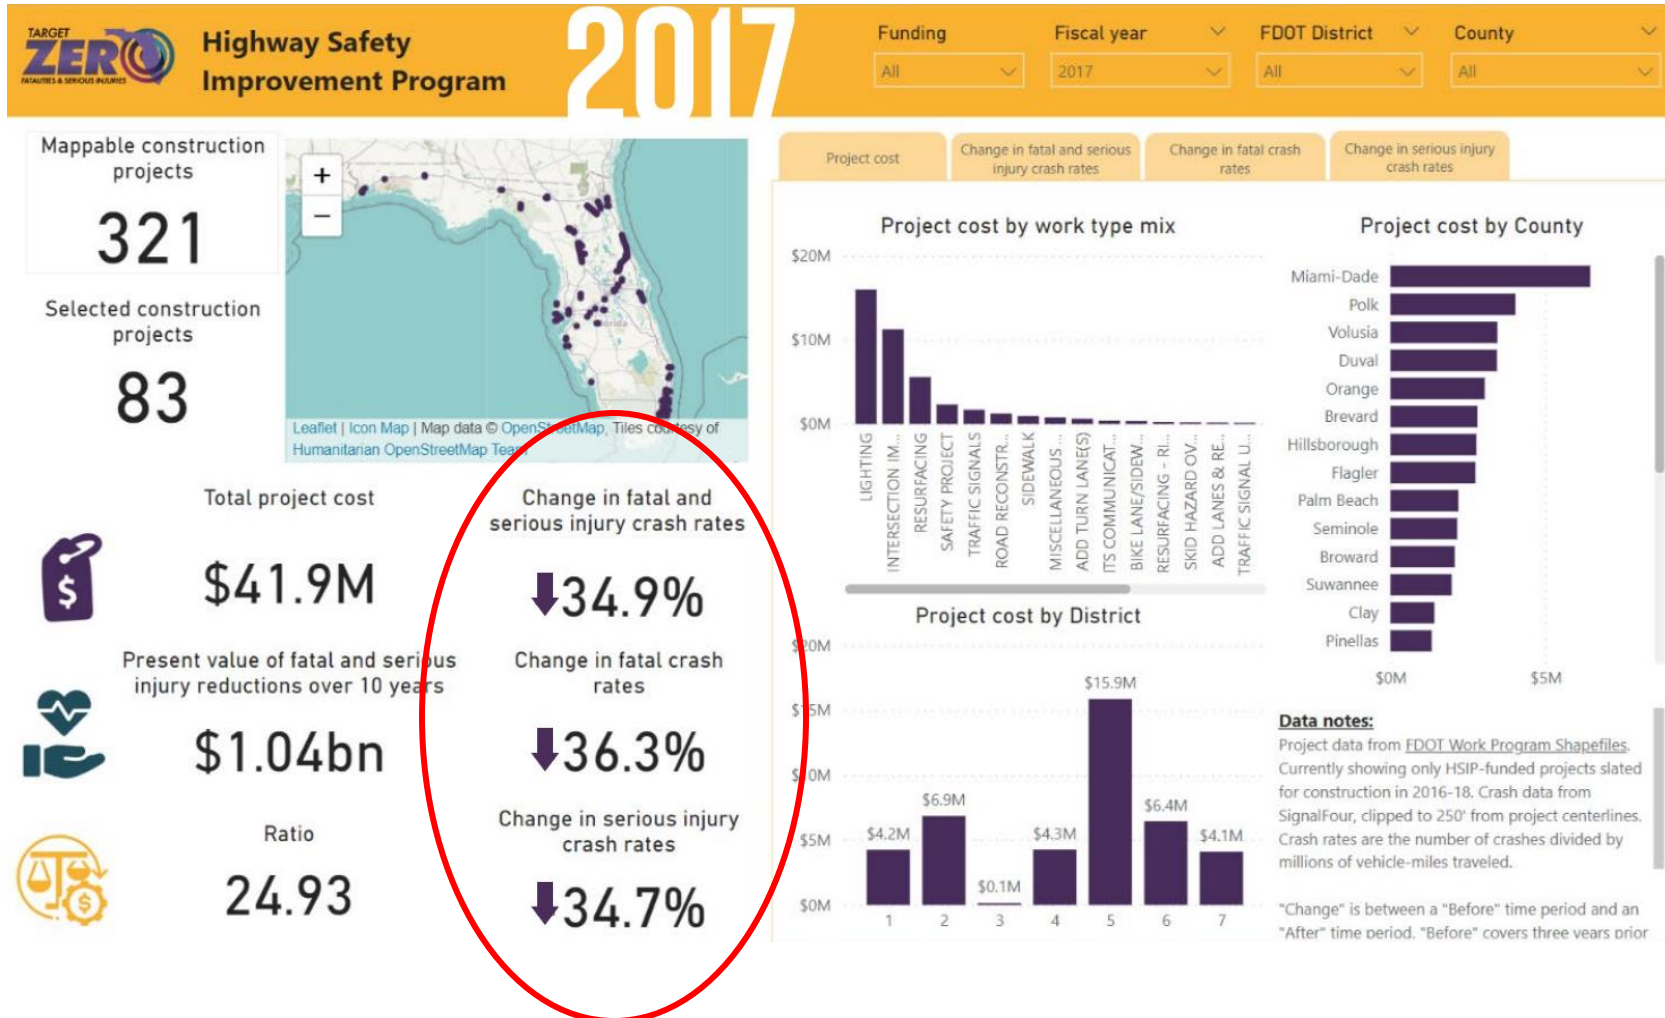 TARGET
ZERO
FATALITIES & SERIOUS INJURIES
Highway Safety
Improvement Program
2017
Funding
All
Fiscal year
2017
FDOT District
All
County
All
Mappable construction
projects
321
Selected construction
projects
83
+
−
Florida
Leaflet | Icon Map | Map data © OpenStreetMap, Tiles courtesy of
Humanitarian OpenStreetMap Team
Total project cost
$41.9M
Present value of fatal and serious
injury reductions over 10 years
$1.04bn
Ratio
24.93
Change in fatal and
serious injury crash rates
34.9%
Change in fatal crash
rates
36.3%
Change in serious injury
crash rates
34.7%
Project cost
Change in fatal and serious
injury crash rates
Change in fatal crash
rates
Change in serious injury
crash rates
Project cost by work type mix
$20M
$10M
$0M
LIGHTING
INTERSECTION IM...
RESURFACING
SAFETY PROJECT
TRAFFIC SIGNALS
ROAD RECONSTR...
SIDEWALK
MISCELLANEOUS ...
ADD TURN LANE(S)
ITS COMMUNICAT...
BIKE LANE/SIDEW...
RESURFACING - RI...
SKID HAZARD OV...
ADD LANES & RE...
TRAFFIC SIGNAL U...
Project cost by District
$20M
$15M
$10M
$5M
$0M
$4.2M
$6.9M
$0.1M
$4.3M
$15.9M
$6.4M
$4.1M
1 2 3 4 5 6 7
Project cost by County
Miami-Dade
Polk
Volusia
Duval
Orange
Brevard
Hillsborough
Flagler
Palm Beach
Seminole
Broward
Suwannee
Clay
Pinellas
$0M $5M
Data notes:
Project data from FDOT Work Program Shapefiles.
Currently showing only HSIP-funded projects slated
for construction in 2016-18. Crash data from
SignalFour, clipped to 250' from project centerlines.
Crash rates are the number of crashes divided by
millions of vehicle-miles traveled.
"Change" is between a "Before" time period and an
"After" time period. "Before" covers three years prior